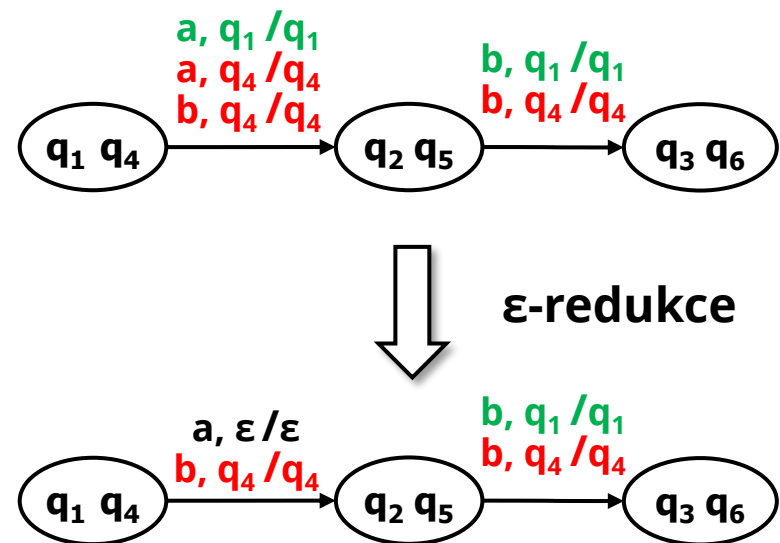 a, q₁/q₁
a, q₄/q₄
b, q₄/q₄
b, q₁/q₁
b, q₄/q₄
q₁ q₄
q₂ q₅
q₃ q₆
ε-redukce
a, ε/ε
b, q₄/q₄
b, q₁/q₁
b, q₄/q₄
q₁ q₄
q₂ q₅
q₃ q₆